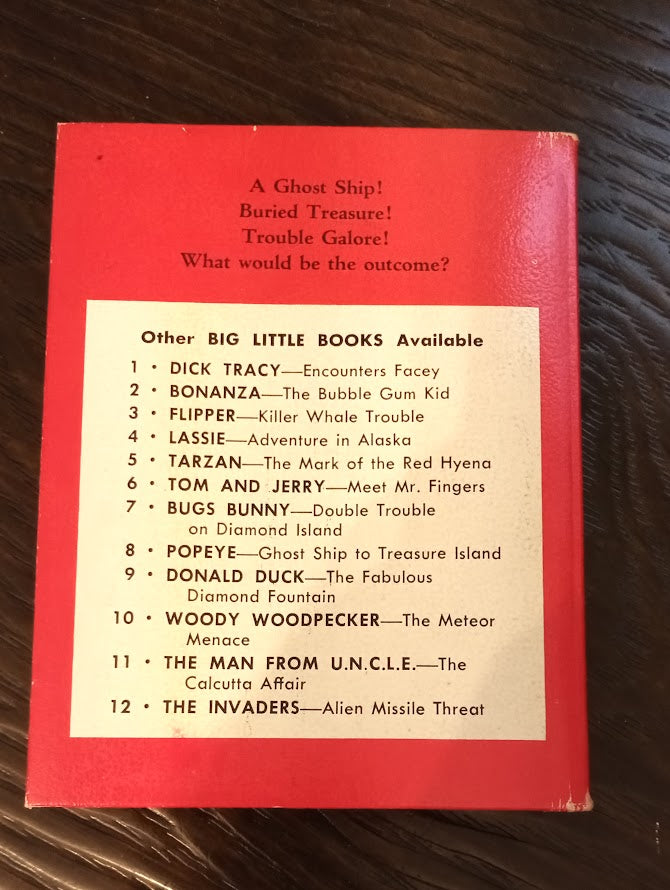 A Ghost Ship!
Buried Treasure!
Trouble Galore!
What would be the outcome?
Other BIG LITTLE BOOKS Available
1 • DICK TRACY—Encounters Facey
2 • BONANZA—The Bubble Gum Kid
3 • FLIPPER—Killer Whale Trouble
4 • LASSIE—Adventure in Alaska
5 • TARZAN—The Mark of the Red Hyena
6 • TOM AND JERRY—Meet Mr. Fingers
7 • BUGS BUNNY—Double Trouble
on Diamond Island
8 • POPEYE—Ghost Ship to Treasure Island
9 • DONALD DUCK—The Fabulous
Diamond Fountain
10 • WOODY WOODPECKER—The Meteor
Menace
11 • THE MAN FROM U.N.C.L.E.—The
Calcutta Affair
12 • THE INVADERS—Alien Missile Threat